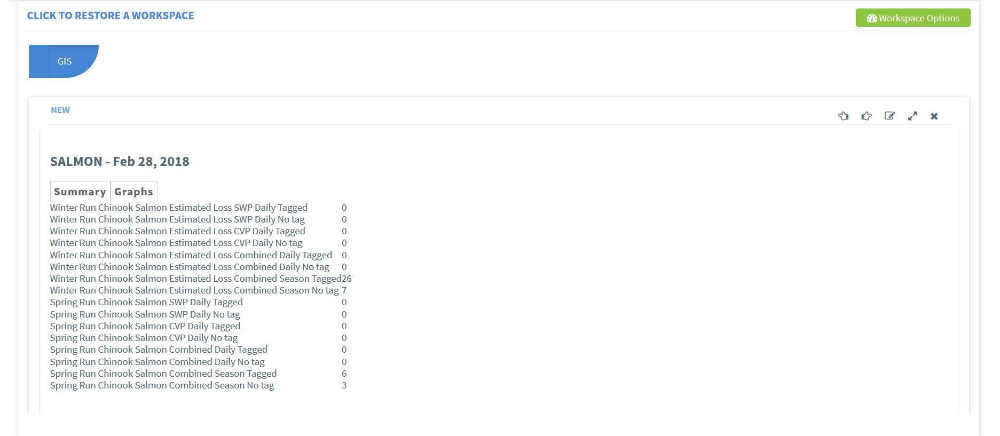 CLICK TO RESTORE A WORKSPACE
Workspace Options
GIS
NEW
SALMON - Feb 28, 2018
Summary Graphs
Winter Run Chinook Salmon Estimated Loss SWP Daily Tagged 0
Winter Run Chinook Salmon Estimated Loss SWP Daily No tag 0
Winter Run Chinook Salmon Estimated Loss CVP Daily Tagged 0
Winter Run Chinook Salmon Estimated Loss CVP Daily No tag 0
Winter Run Chinook Salmon Estimated Loss Combined Daily Tagged 0
Winter Run Chinook Salmon Estimated Loss Combined Daily No tag 0
Winter Run Chinook Salmon Estimated Loss Combined Season Tagged 26
Winter Run Chinook Salmon Estimated Loss Combined Season No tag 7
Spring Run Chinook Salmon SWP Daily Tagged 0
Spring Run Chinook Salmon SWP Daily No tag 0
Spring Run Chinook Salmon CVP Daily Tagged 0
Spring Run Chinook Salmon CVP Daily No tag 0
Spring Run Chinook Salmon Combined Daily Tagged 0
Spring Run Chinook Salmon Combined Daily No tag 0
Spring Run Chinook Salmon Combined Season Tagged 6
Spring Run Chinook Salmon Combined Season No tag 3